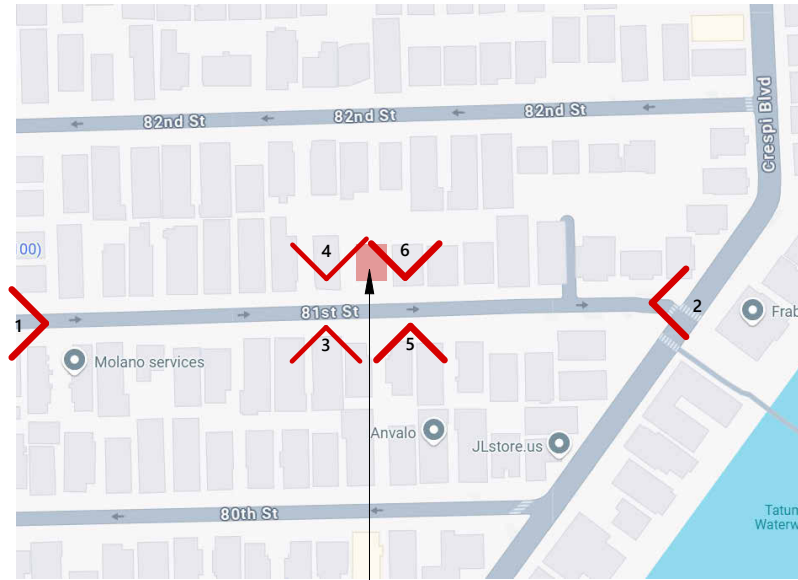 82nd St
82nd St
82nd St
Crespi Blvd
00)
4
6
81st St
1
2
Frab
3
5
Molano services
Anvalo
JLstore.us
80th St
Tatum
Waterw